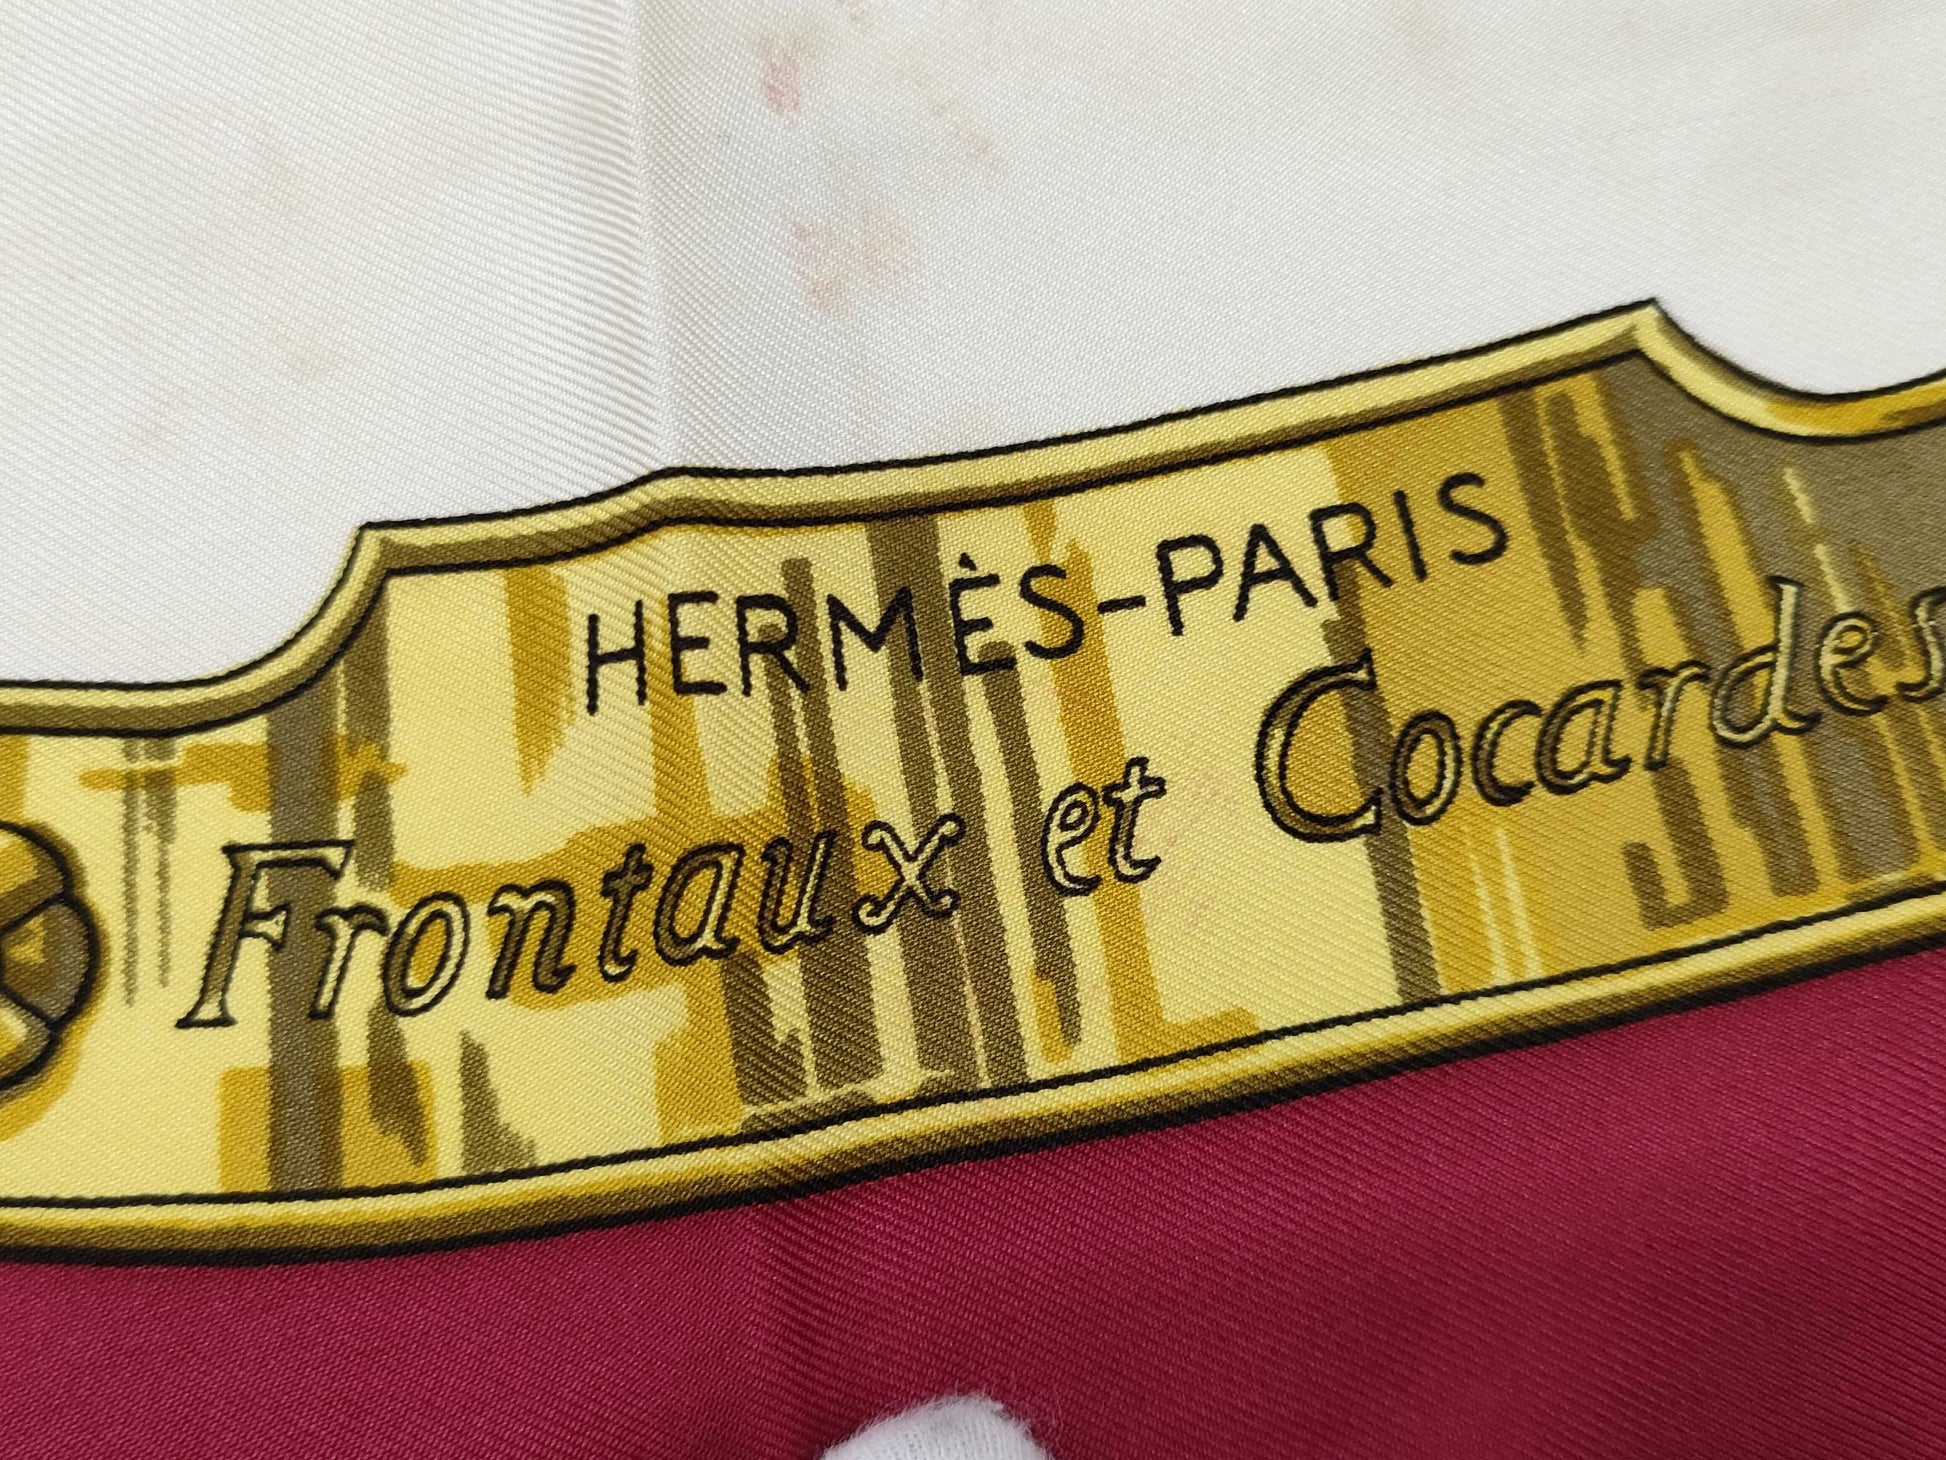 HERMÈS-PARIS
Frontaux et Cocardes